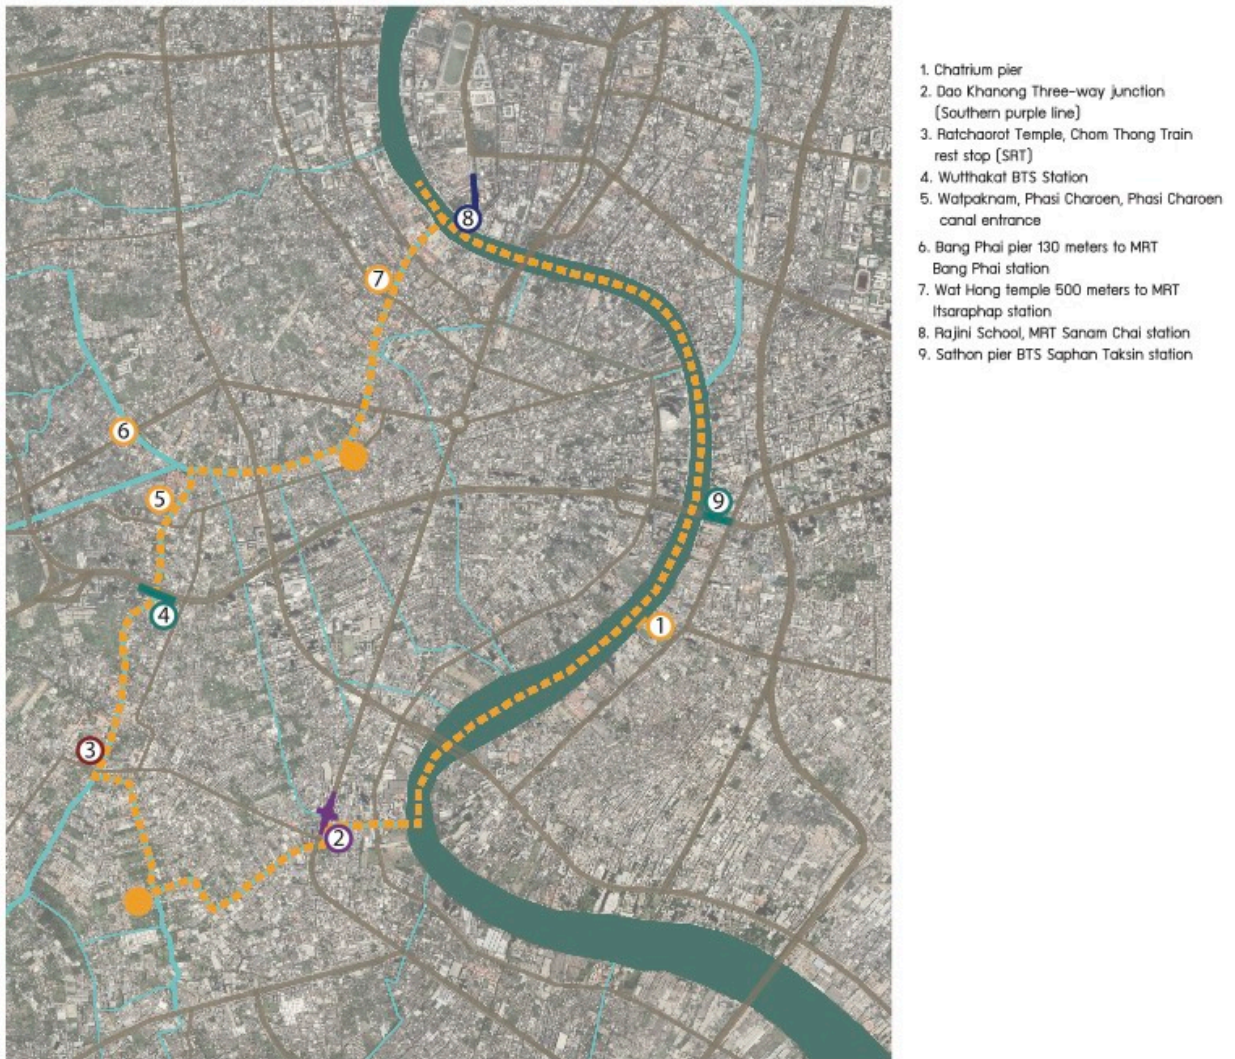 1. Chatrium pier
2. Dao Khanong Three-way junction
(Southern purple line)
3. Ratchaorot Temple, Chom Thong Train
rest stop (SRT)
4. Wutthakat BTS Station
5. Watpaknam, Phasi Charoen, Phasi Charoen
canal entrance
6. Bang Phai pier 130 meters to MRT
Bang Phai station
7. Wat Hong temple 500 meters to MRT
Itsaraphap station
8. Rajini School, MRT Sanam Chai station
9. Sathon pier BTS Saphan Taksin station
8
7
6
5
9
4
1
3
2